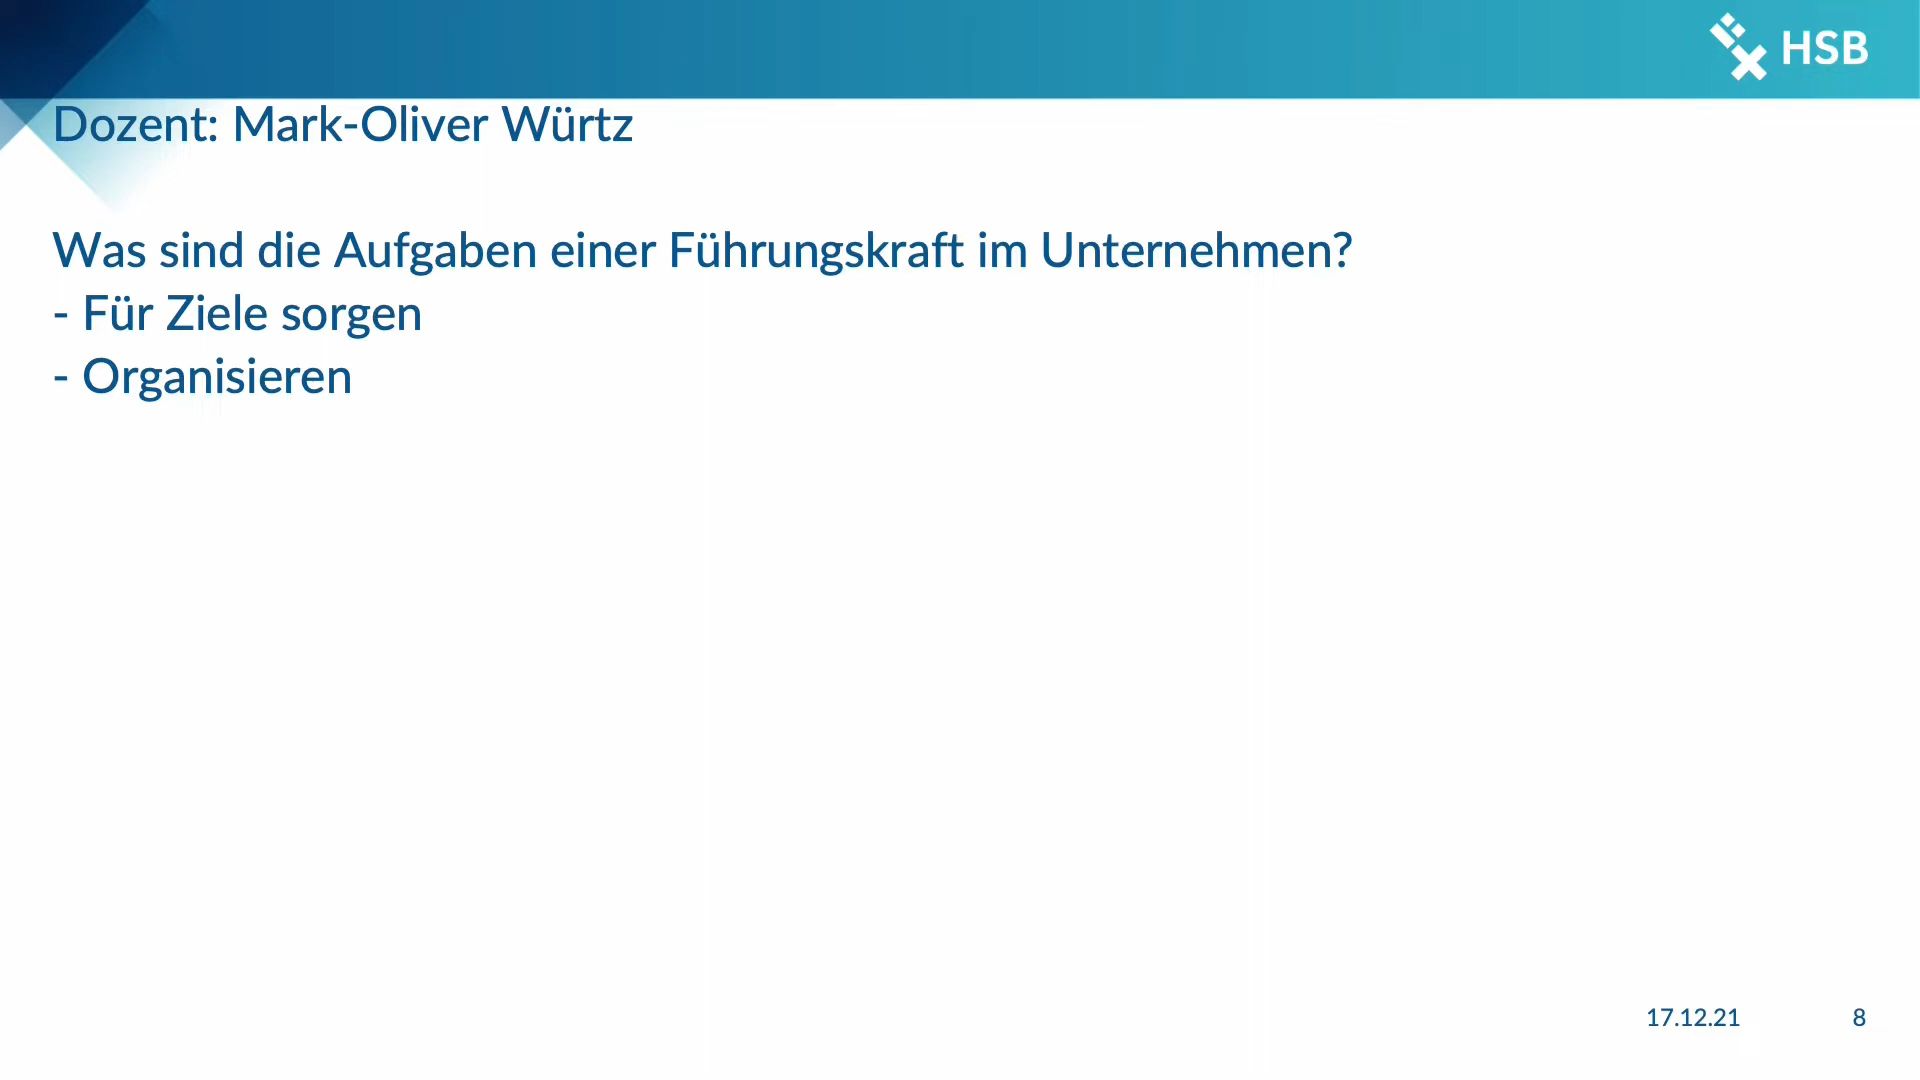 HSB
Dozent: Mark-Oliver Würtz
Was sind die Aufgaben einer Führungskraft im Unternehmen?
- Für Ziele sorgen
- Organisieren
17.12.21 8